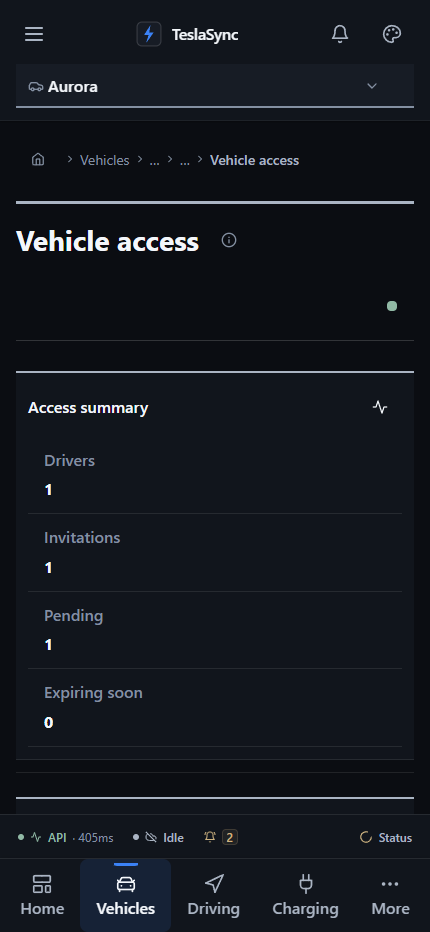 TeslaSync
Aurora
Vehicles ... ... Vehicle access
Vehicle access
Access summary
Drivers
1
Invitations
1
Pending
1
Expiring soon
0
API · 405ms Idle 2 Status
Home Vehicles Driving Charging More